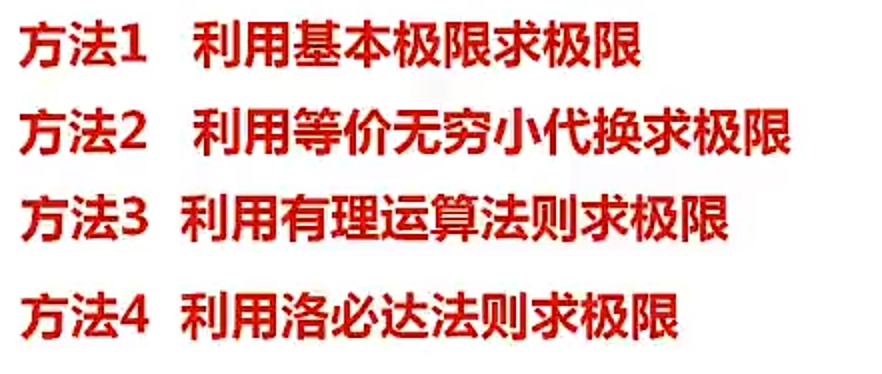 方法1 利用基本极限求极限
方法2 利用等价无穷小代换求极限
方法3 利用有理运算法则求极限
方法4 利用洛必达法则求极限